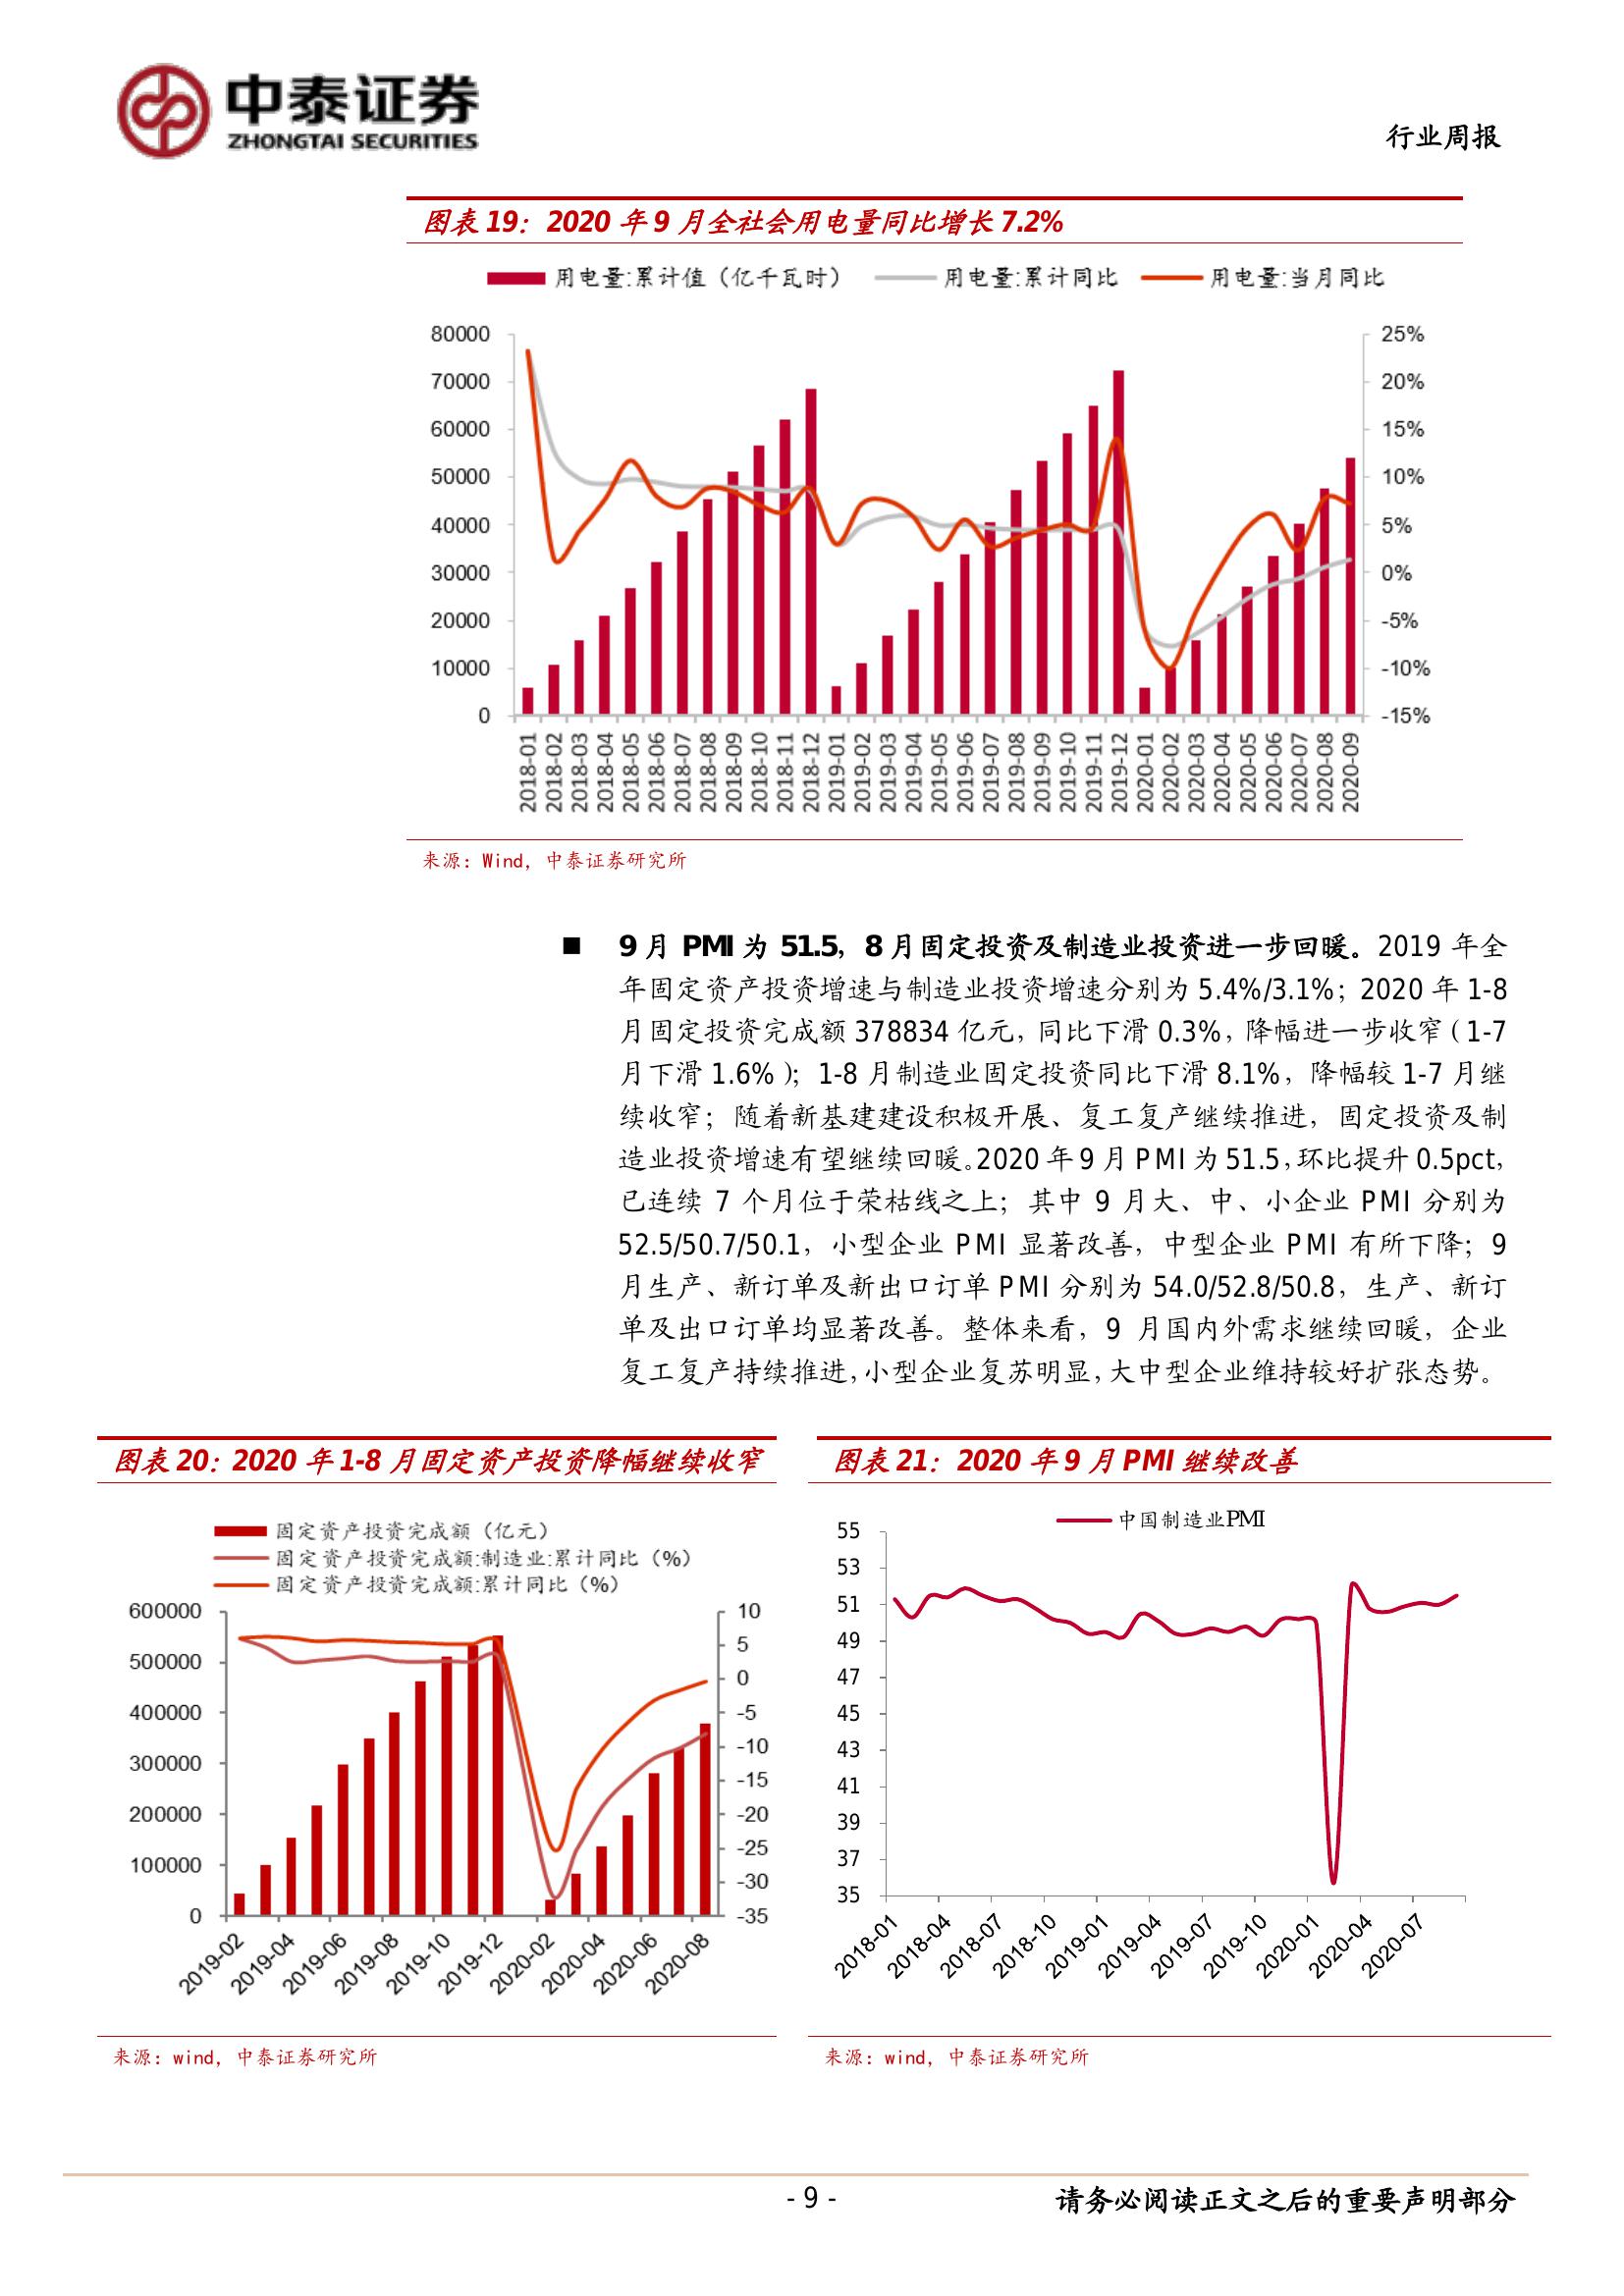 中泰证券
ZHONGTAI SECURITIES
行业周报
图表 19：2020 年 9 月全社会用电量同比增长 7.2%
用电量:累计值（亿千瓦时） 用电量:累计同比 用电量:当月同比
80000 25%
70000 20%
60000 15%
50000 10%
40000 5%
30000 0%
20000 -5%
10000 -10%
0 -15%
2018-01 2018-02 2018-03 2018-04 2018-05 2018-06 2018-07 2018-08 2018-09 2018-10 2018-11 2018-12 2019-01 2019-02 2019-03 2019-04 2019-05 2019-06 2019-07 2019-08 2019-09 2019-10 2019-11 2019-12 2020-01 2020-02 2020-03 2020-04 2020-05 2020-06 2020-07 2020-08 2020-09
来源：Wind，中泰证券研究所
■ 9 月 PMI 为 51.5，8 月固定投资及制造业投资进一步回暖。2019 年全
年固定资产投资增速与制造业投资增速分别为 5.4%/3.1%；2020 年 1-8
月固定投资完成额 378834 亿元，同比下滑 0.3%，降幅进一步收窄（1-7
月下滑 1.6%）；1-8 月制造业固定投资同比下滑 8.1%，降幅较 1-7 月继
续收窄；随着新基建建设积极开展、复工复产继续推进，固定投资及制
造业投资增速有望继续回暖。2020 年 9 月 PMI 为 51.5，环比提升 0.5pct，
已连续 7 个月位于荣枯线之上；其中 9 月大、中、小企业 PMI 分别为
52.5/50.7/50.1，小型企业 PMI 显著改善，中型企业 PMI 有所下降；9
月生产、新订单及新出口订单 PMI 分别为 54.0/52.8/50.8，生产、新订
单及出口订单均显著改善。整体来看，9 月国内外需求继续回暖，企业
复工复产持续推进，小型企业复苏明显，大中型企业维持较好扩张态势。
图表 20：2020 年 1-8 月固定资产投资降幅继续收窄
固定资产投资完成额（亿元）
固定资产投资完成额:制造业:累计同比（%）
固定资产投资完成额:累计同比（%）
600000 10
500000 5
400000 0
300000 -5
200000 -10
100000 -15
0 -20
-25
-30
-35
2019-02 2019-04 2019-06 2019-08 2019-10 2019-12 2020-02 2020-04 2020-06 2020-08
来源：wind，中泰证券研究所
图表 21：2020 年 9 月 PMI 继续改善
中国制造业PMI
55
53
51
49
47
45
43
41
39
37
35
2018-01 2018-04 2018-07 2018-10 2019-01 2019-04 2019-07 2019-10 2020-01 2020-04 2020-07
来源：wind，中泰证券研究所
- 9 -
请务必阅读正文之后的重要声明部分